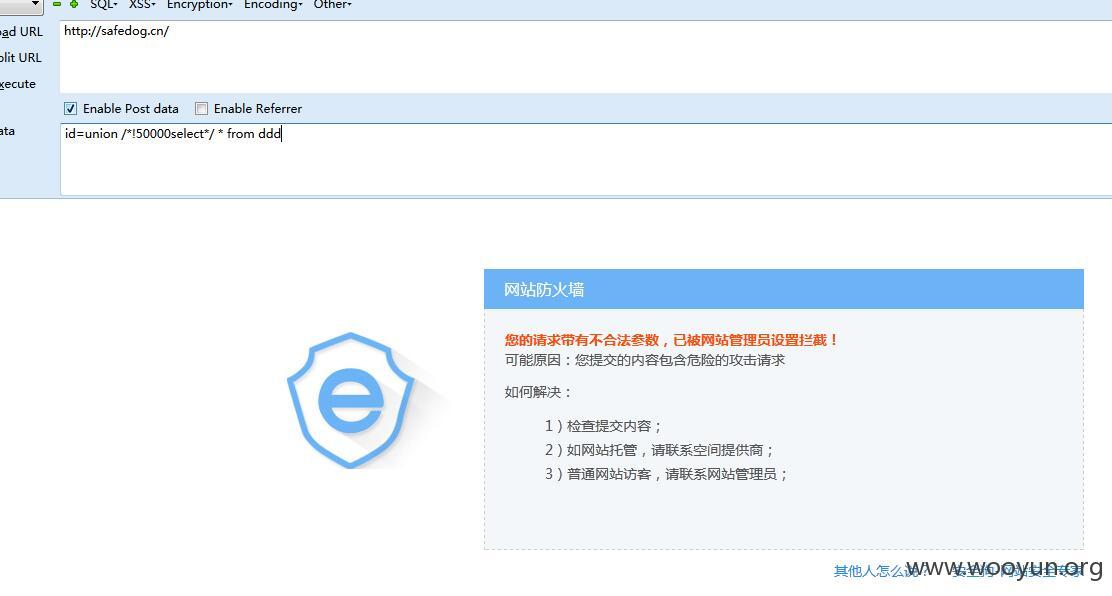 SQL- XSS- Encryption- Encoding- Other-
ad URL
http://safedog.cn/
plit URL
xecute
Enable Post data Enable Referrer
ata
id=union /*!50000select*/ * from ddd
网站防火墙
您的请求带有不合法参数，已被网站管理员设置拦截！
可能原因：您提交的内容包含危险的攻击请求
如何解决：
1）检查提交内容；
2）如网站托管，请联系空间提供商；
3）普通网站访客，请联系网站管理员；
其他人怎么说？
www.wooyun.org